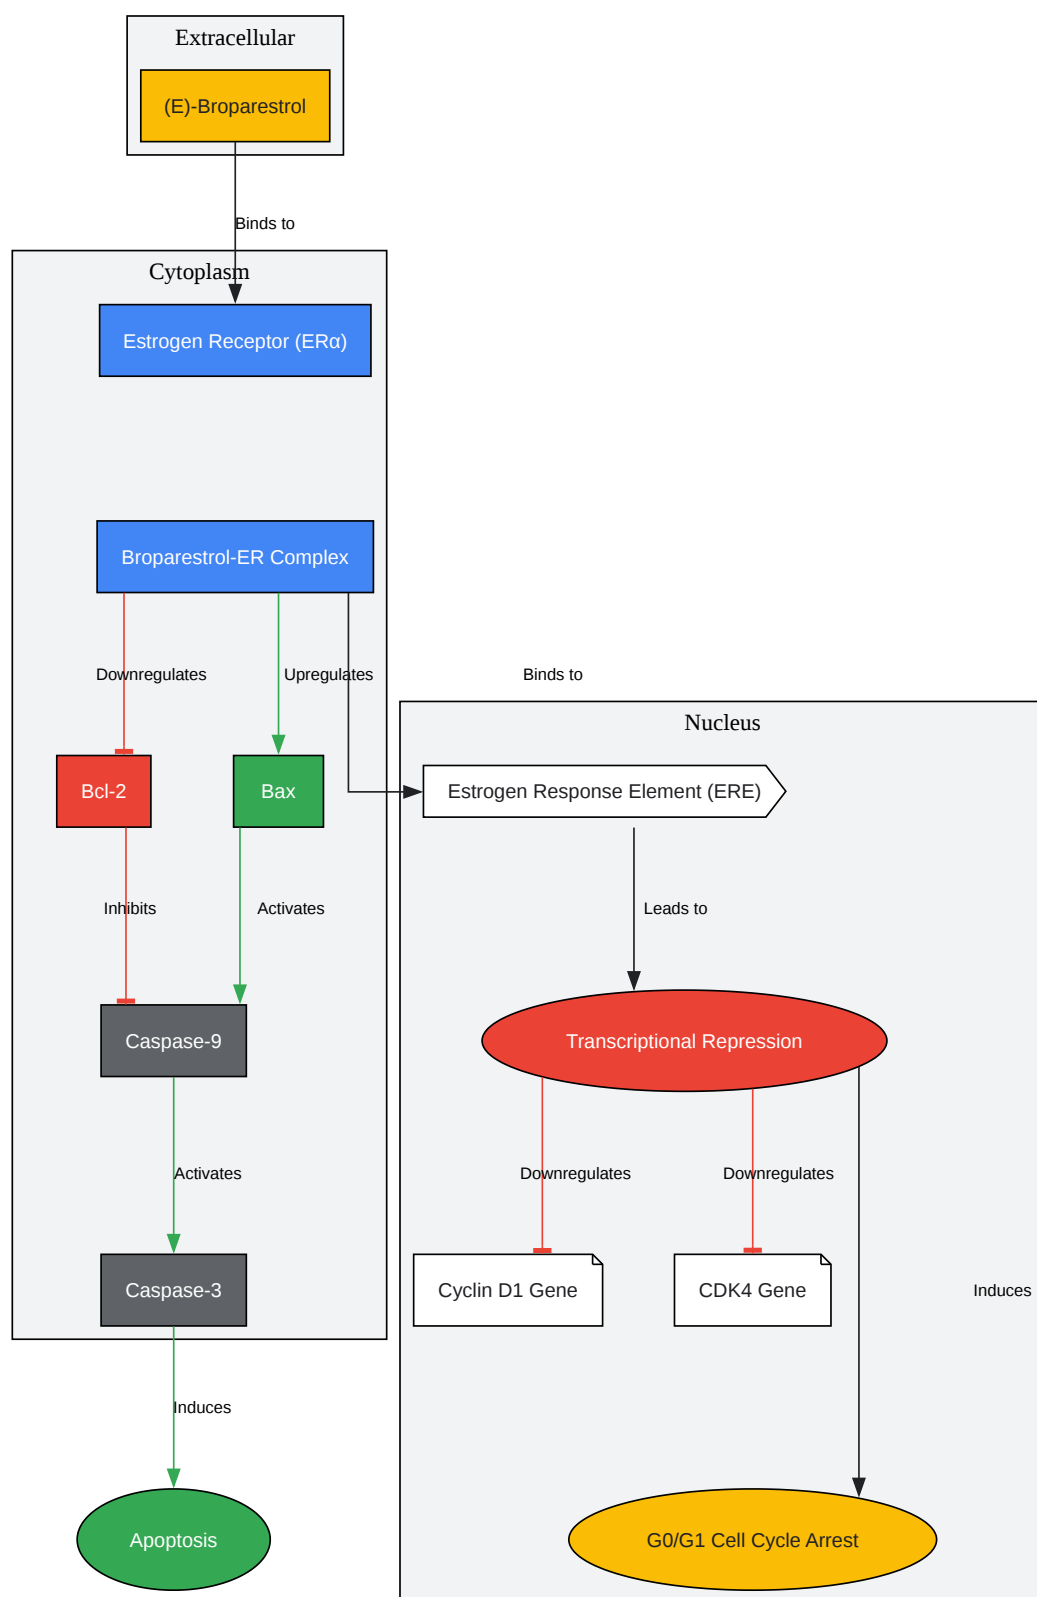 Extracellular
(E)-Broparestrol
Binds to
Cytoplasm
Estrogen Receptor (ERα)
Broparestrol-ER Complex
Downregulates
Upregulates
Binds to
Nucleus
Bcl-2
Bax
Estrogen Response Element (ERE)
Inhibits
Activates
Leads to
Caspase-9
Transcriptional Repression
Activates
Downregulates
Downregulates
Caspase-3
Cyclin D1 Gene
CDK4 Gene
Induces
Induces
Apoptosis
G0/G1 Cell Cycle Arrest